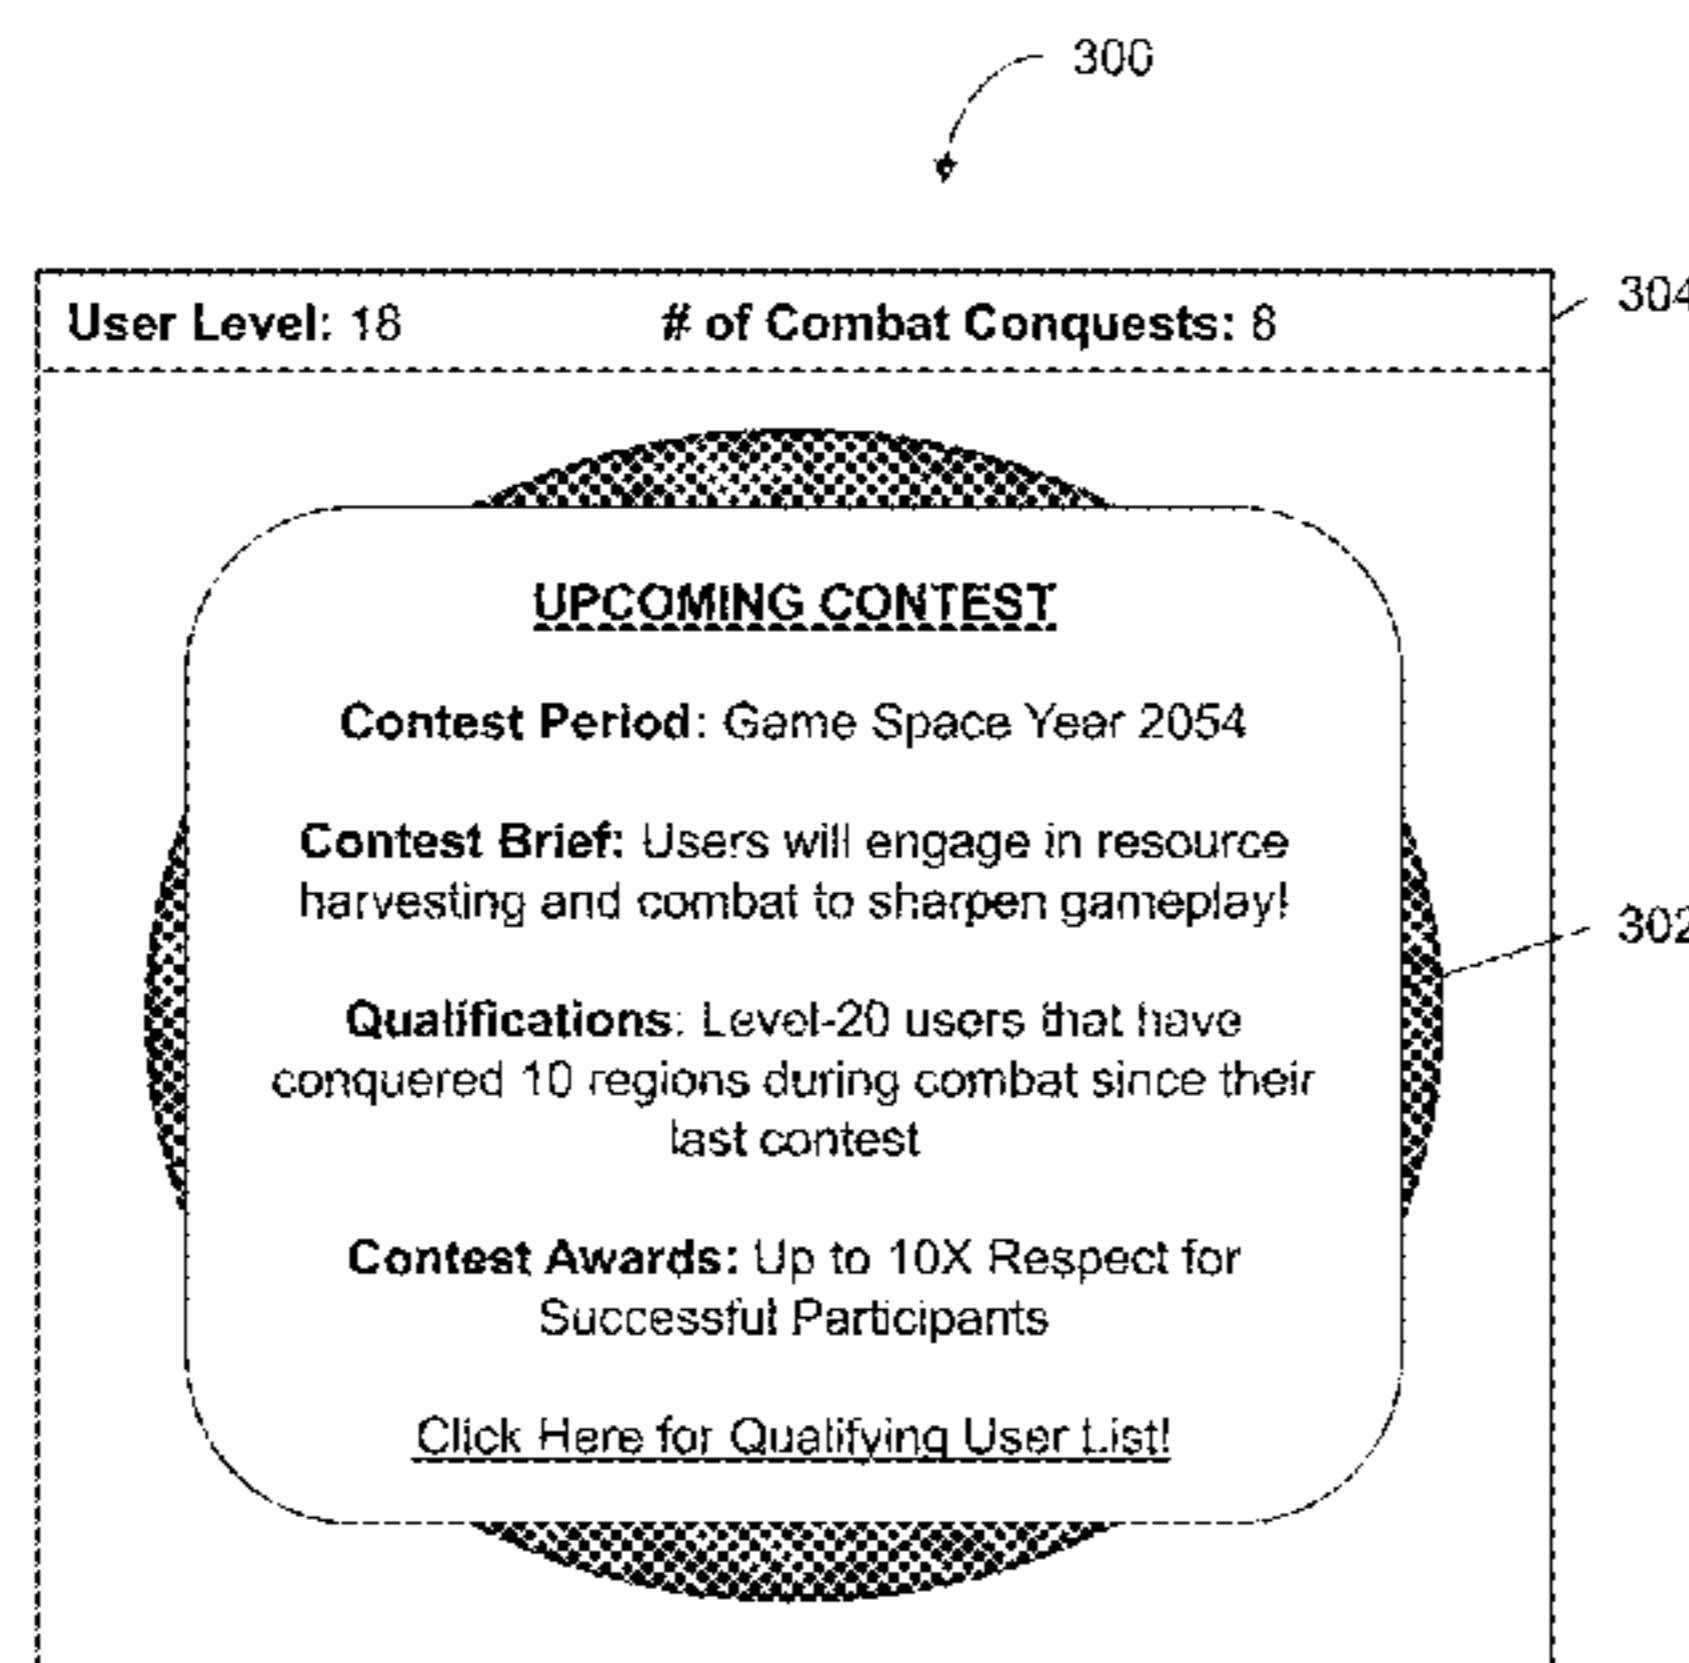 300
User Level: 18 # of Combat Conquests: 8
304
UPCOMING CONTEST
Contest Period: Game Space Year 2054
Contest Brief: Users will engage in resource
harvesting and combat to sharpen gameplay!
302
Qualifications: Level-20 users that have
conquered 10 regions during combat since their
last contest
Contest Awards: Up to 10X Respect for
Successful Participants
Click Here for Qualifying User List!